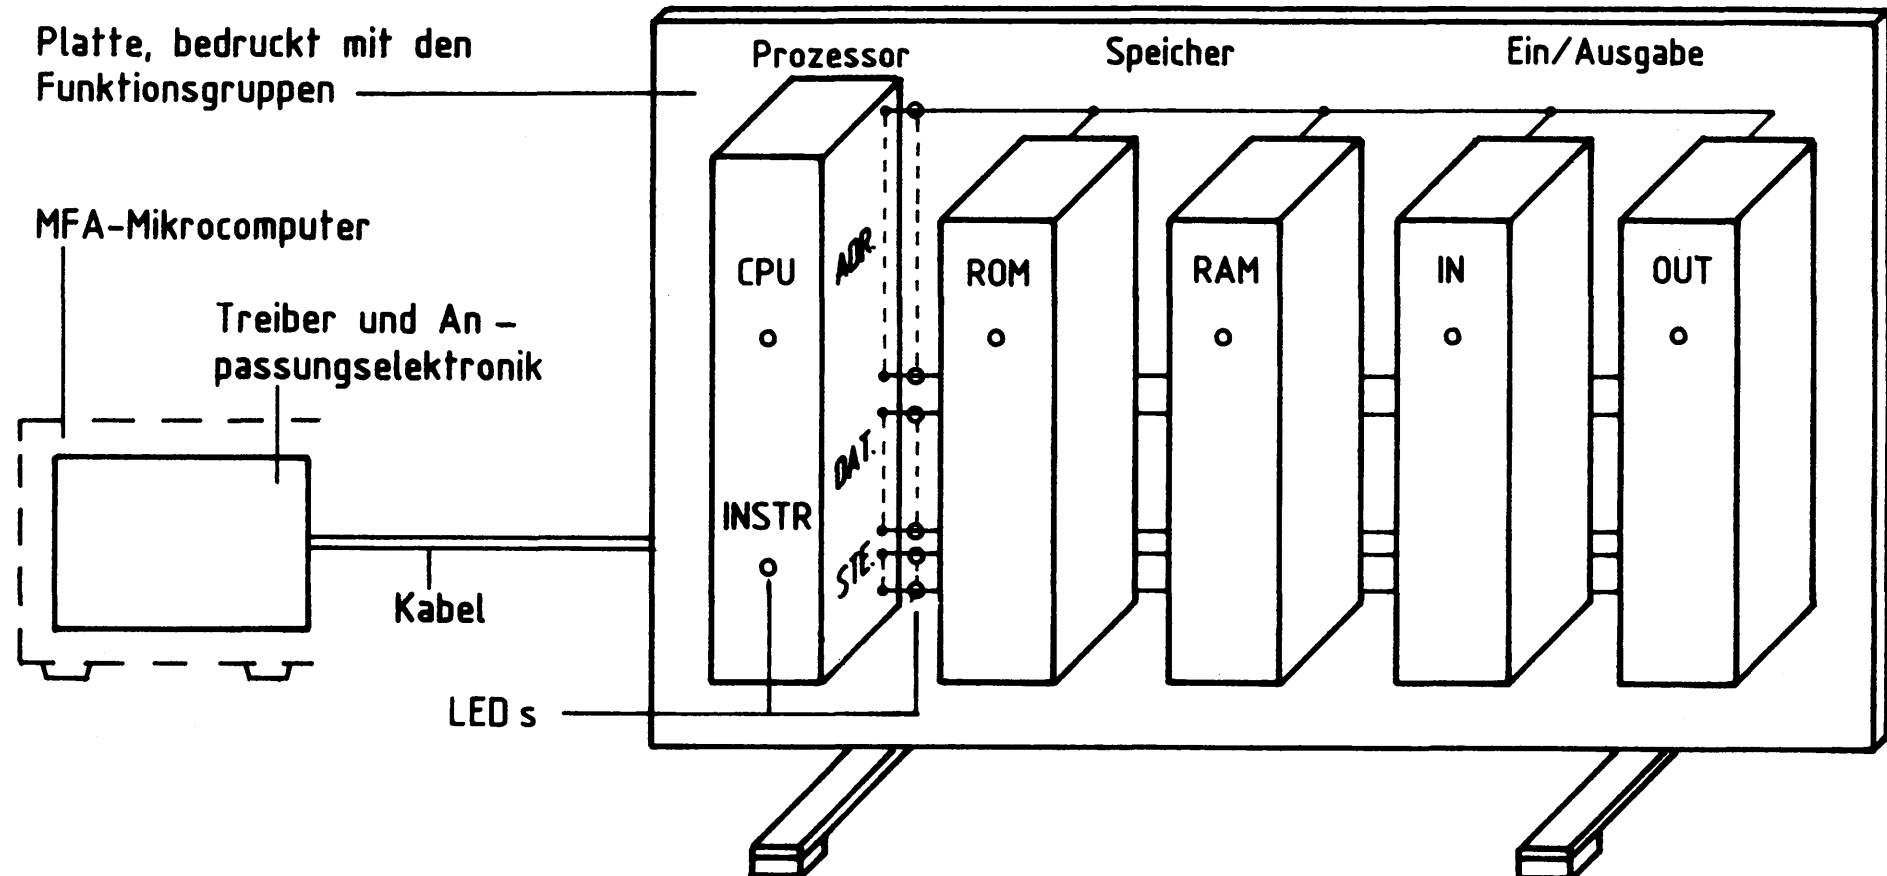 Platte, bedruckt mit den
Funktionsgruppen
Prozessor
Speicher
Ein/Ausgabe
MFA-Mikrocomputer
Treiber und An-
passungselektronik
CPU
INSTR
ADR.
DAT.
STE.
ROM
RAM
IN
OUT
Kabel
LED s